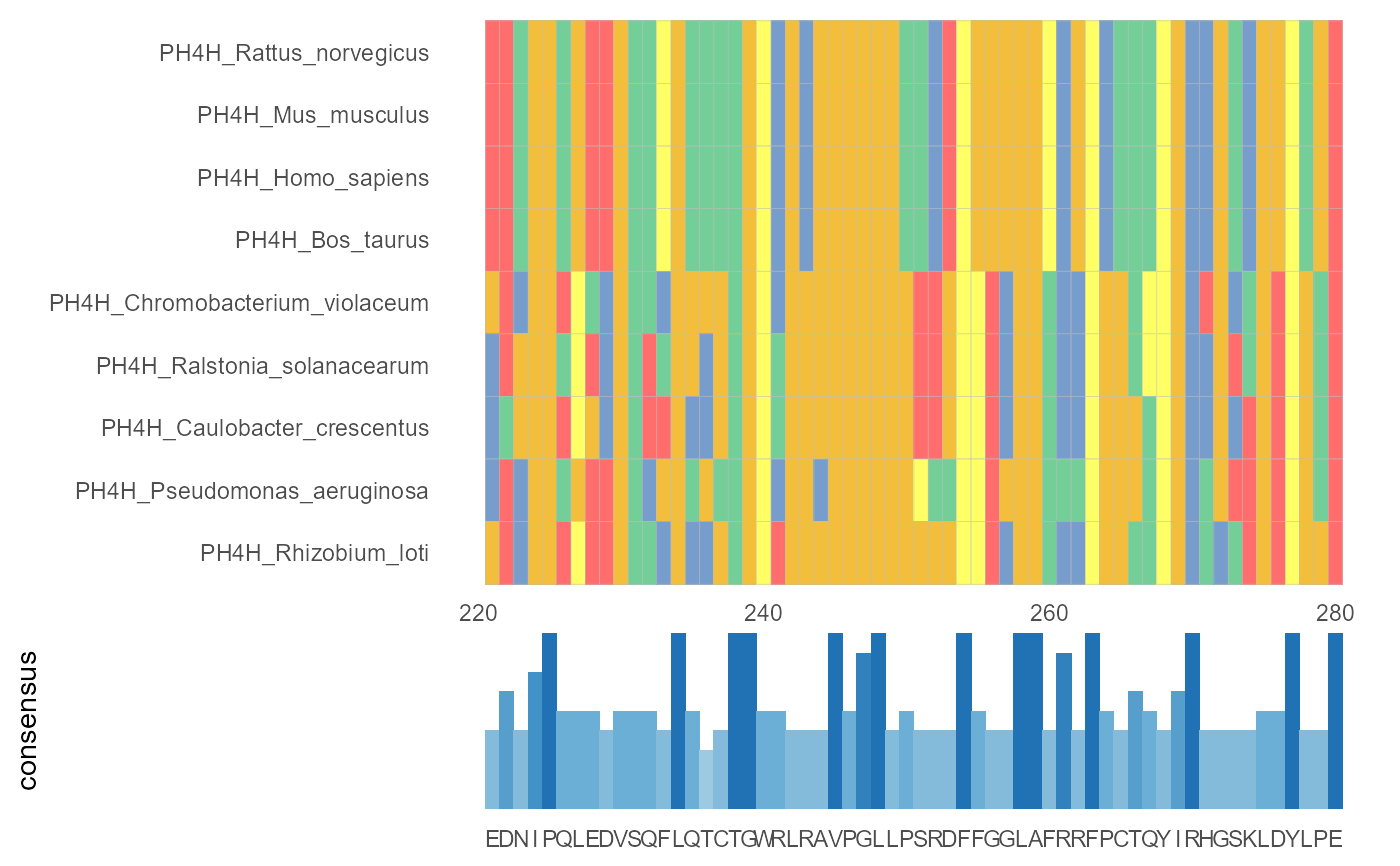 PH4H_Rattus_norvegicus
PH4H_Mus_musculus
PH4H_Homo_sapiens
PH4H_Bos_taurus
PH4H_Chromobacterium_violaceum
PH4H_Ralstonia_solanacearum
PH4H_Caulobacter_crescentus
PH4H_Pseudomonas_aeruginosa
PH4H_Rhizobium_loti
220 240 260 280
consensus
EDNIPQLEDVSQFLQTCTGWRLRAVPGLLPSRDFFGGLAFRRFPCTQYIRHGSKLDYLPE